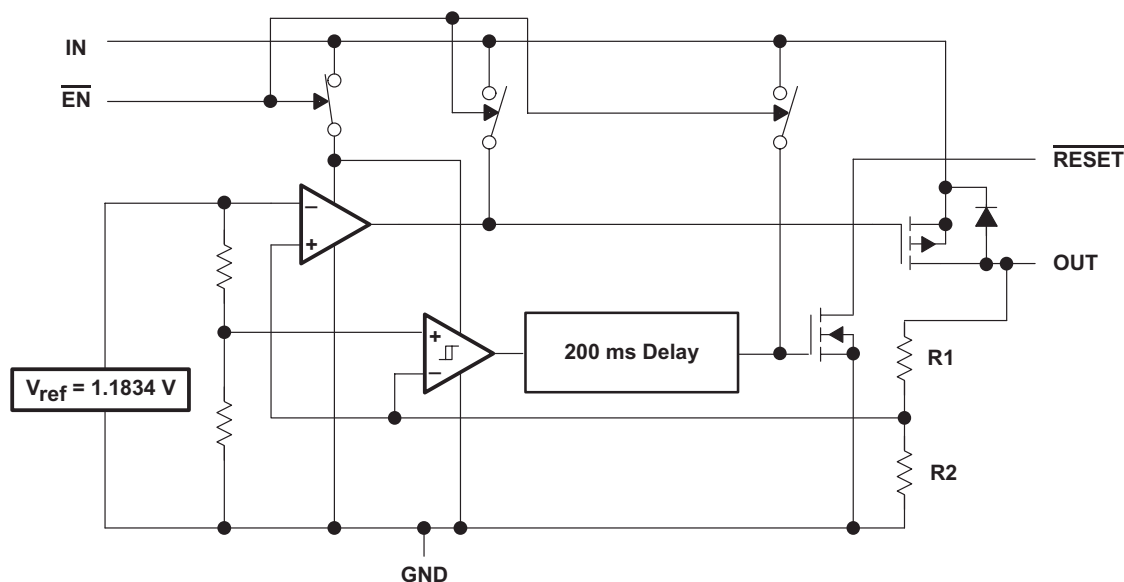 IN
EN
RESET
−
+
OUT
+
−
200 ms Delay
R1
Vref = 1.1834 V
R2
GND